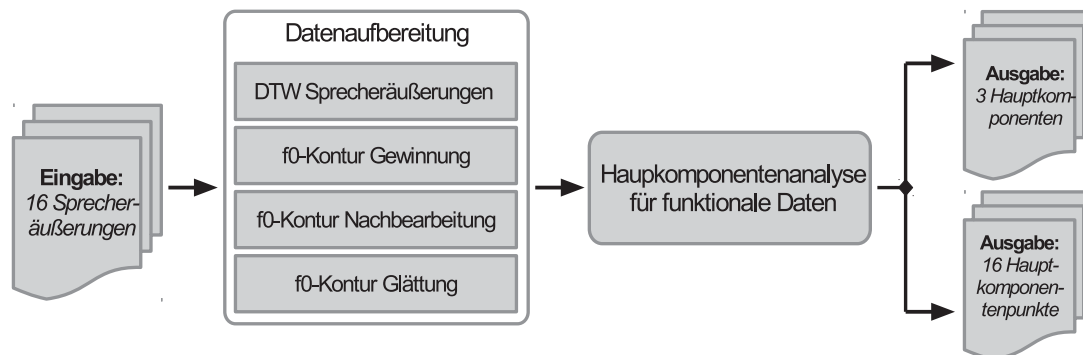 Eingabe:
16 Sprecher-
äußerungen
Datenaufbereitung
DTW Sprecheräußerungen
f0-Kontur Gewinnung
f0-Kontur Nachbearbeitung
f0-Kontur Glättung
Haupkomponentenanalyse
für funktionale Daten
Ausgabe:
3 Hauptkom-
ponenten
Ausgabe:
16 Haupt-
komponen-
tenpunkte